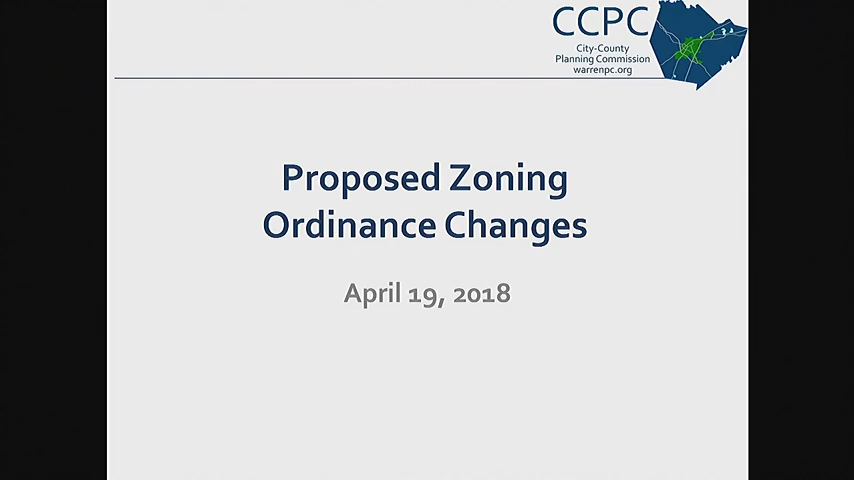 CCPC
City-County
Planning Commission
warrenpc.org
Proposed Zoning
Ordinance Changes
April 19, 2018